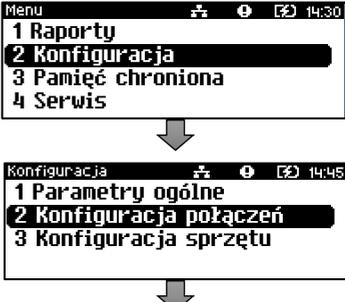 Menu 14:30
1 Raporty
2 Konfiguracja
3 Pamięć chroniona
4 Serwis
Konfiguracja 14:45
1 Parametry ogólne
2 Konfiguracja połączeń
3 Konfiguracja sprzętu